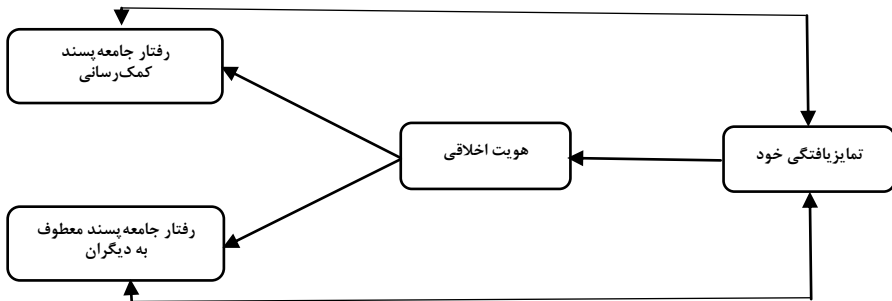 رفتار جامعه‌پسند
کمک‌رسانی
هویت اخلاقی
تمایزیافتگی خود
رفتار جامعه‌پسند معطوف
به دیگران